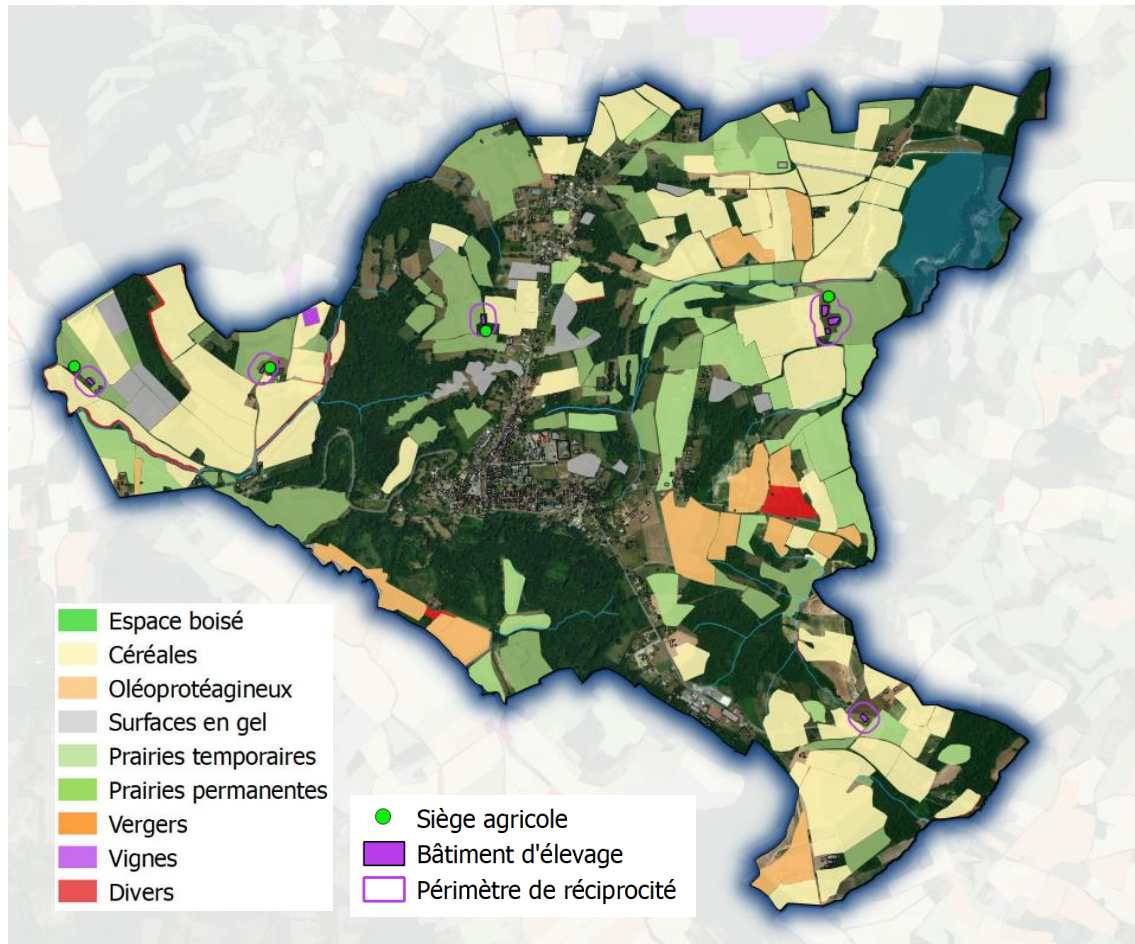 Espace boisé
Céréales
Oléoprotéagineux
Surfaces en gel
Prairies temporaires
Prairies permanentes
Vergers
Vignes
Divers
Siège agricole
Bâtiment d'élevage
Périmètre de réciprocité